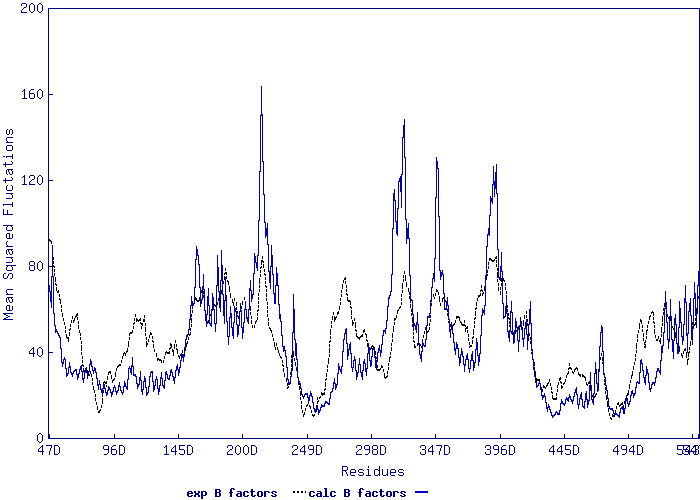 200
160
120
80
40
0
Mean Squared Fluctations
47D 96D 145D 200D 249D 298D 347D 396D 445D 494D
Residues
exp B factors calc B factors